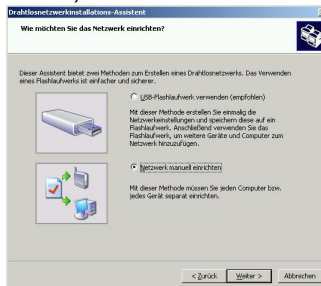 Drahtlosnetzwerkinstallations-Assistent
Wie möchten Sie das Netzwerk einrichten?
Dieser Assistent bietet zwei Methoden zum Erstellen eines Drahtlosnetzwerks. Das Verwenden
eines Flashlaufwerks ist einfacher und sicherer.
USB-Flashlaufwerk verwenden (empfohlen)
Mit dieser Methode erstellen Sie einmalig die
Netzwerkeinstellungen und speichern diese auf ein
Flashlaufwerk. Anschließend verwenden Sie das
Flashlaufwerk, um weitere Geräte und Computer zum
Netzwerk hinzuzufügen.
Netzwerk manuell einrichten
Mit dieser Methode müssen Sie jeden Computer bzw.
jedes Gerät separat einrichten.
< Zurück
Weiter >
Abbrechen